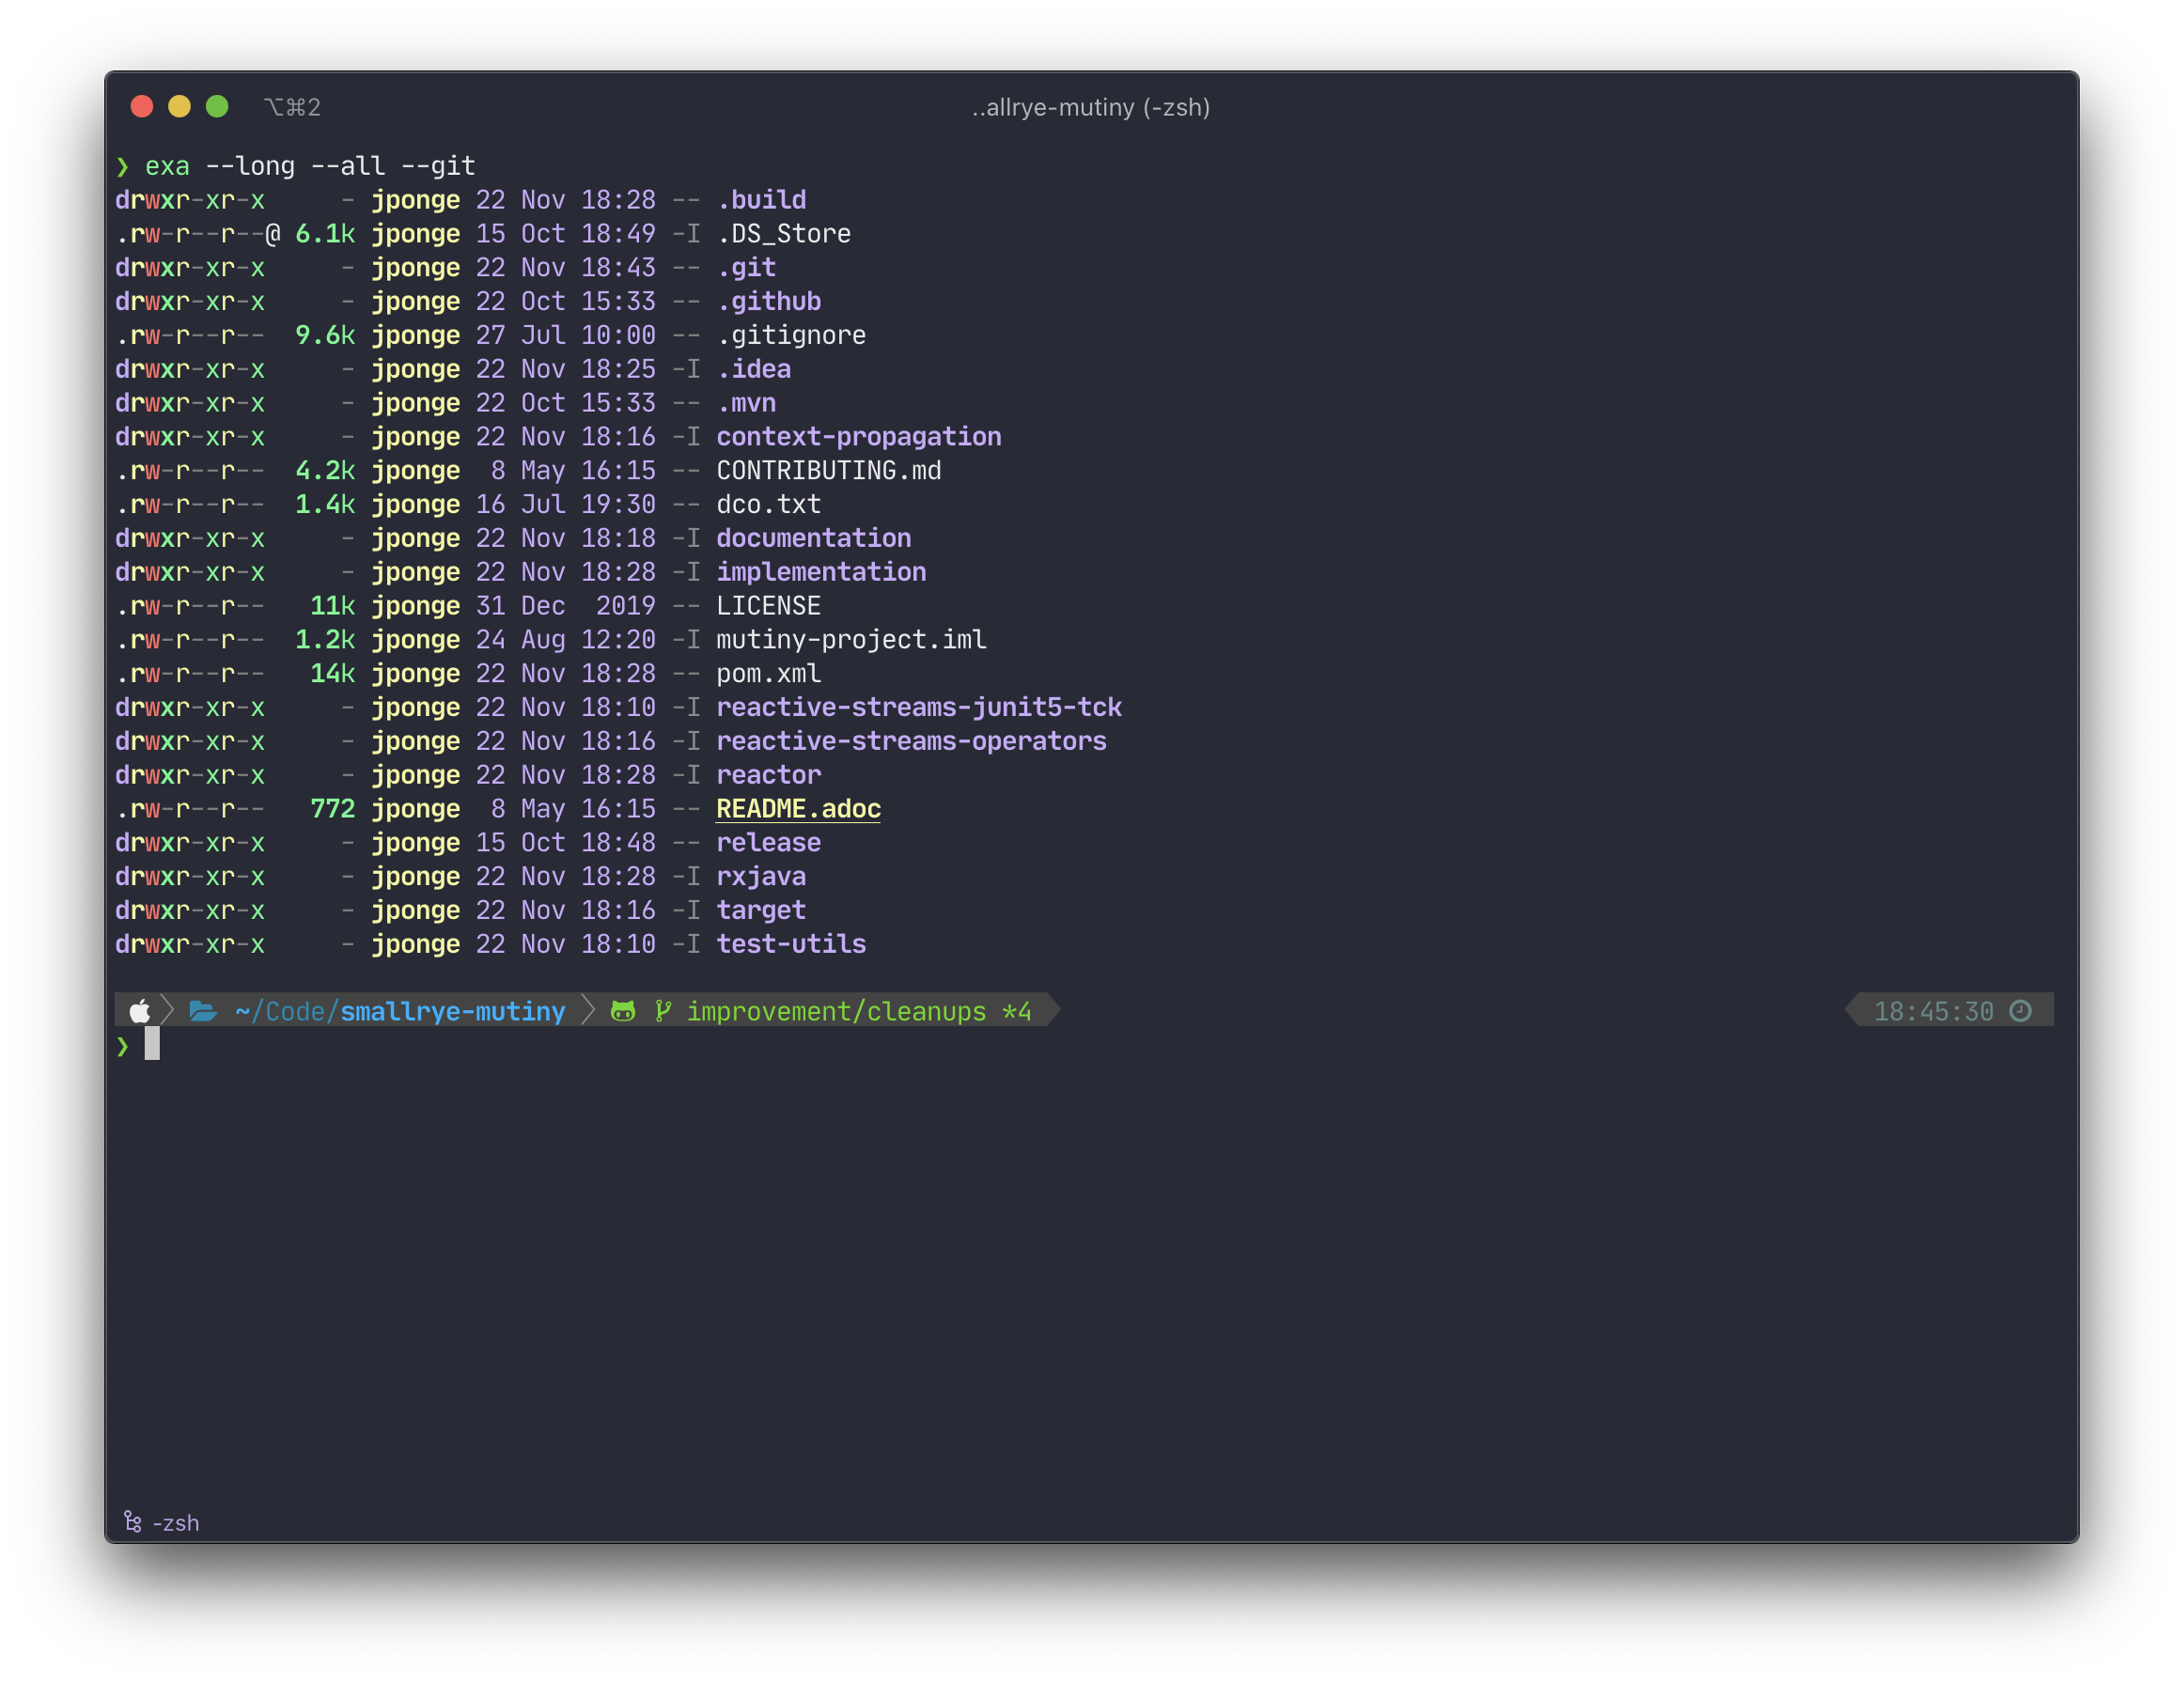 ⌥⌘2 ..allrye-mutiny (-zsh)
❯ exa --long --all --git
drwxr-xr-x     - jponge 22 Nov 18:28 -- .build
.rw-r--r--@ 6.1k jponge 15 Oct 18:49 -I .DS_Store
drwxr-xr-x     - jponge 22 Nov 18:43 -- .git
drwxr-xr-x     - jponge 22 Oct 15:33 -- .github
.rw-r--r--  9.6k jponge 27 Jul 10:00 -- .gitignore
drwxr-xr-x     - jponge 22 Nov 18:25 -I .idea
drwxr-xr-x     - jponge 22 Oct 15:33 -- .mvn
drwxr-xr-x     - jponge 22 Nov 18:16 -I context-propagation
.rw-r--r--  4.2k jponge  8 May 16:15 -- CONTRIBUTING.md
.rw-r--r--  1.4k jponge 16 Jul 19:30 -- dco.txt
drwxr-xr-x     - jponge 22 Nov 18:18 -I documentation
drwxr-xr-x     - jponge 22 Nov 18:28 -I implementation
.rw-r--r--   11k jponge 31 Dec  2019 -- LICENSE
.rw-r--r--  1.2k jponge 24 Aug 12:20 -I mutiny-project.iml
.rw-r--r--   14k jponge 22 Nov 18:28 -- pom.xml
drwxr-xr-x     - jponge 22 Nov 18:10 -I reactive-streams-junit5-tck
drwxr-xr-x     - jponge 22 Nov 18:16 -I reactive-streams-operators
drwxr-xr-x     - jponge 22 Nov 18:28 -I reactor
.rw-r--r--   772 jponge  8 May 16:15 -- README.adoc
drwxr-xr-x     - jponge 15 Oct 18:48 -- release
drwxr-xr-x     - jponge 22 Nov 18:28 -I rxjava
drwxr-xr-x     - jponge 22 Nov 18:16 -I target
drwxr-xr-x     - jponge 22 Nov 18:10 -I test-utils
~/Code/smallrye-mutiny improvement/cleanups *4 18:45:30
❯
-zsh